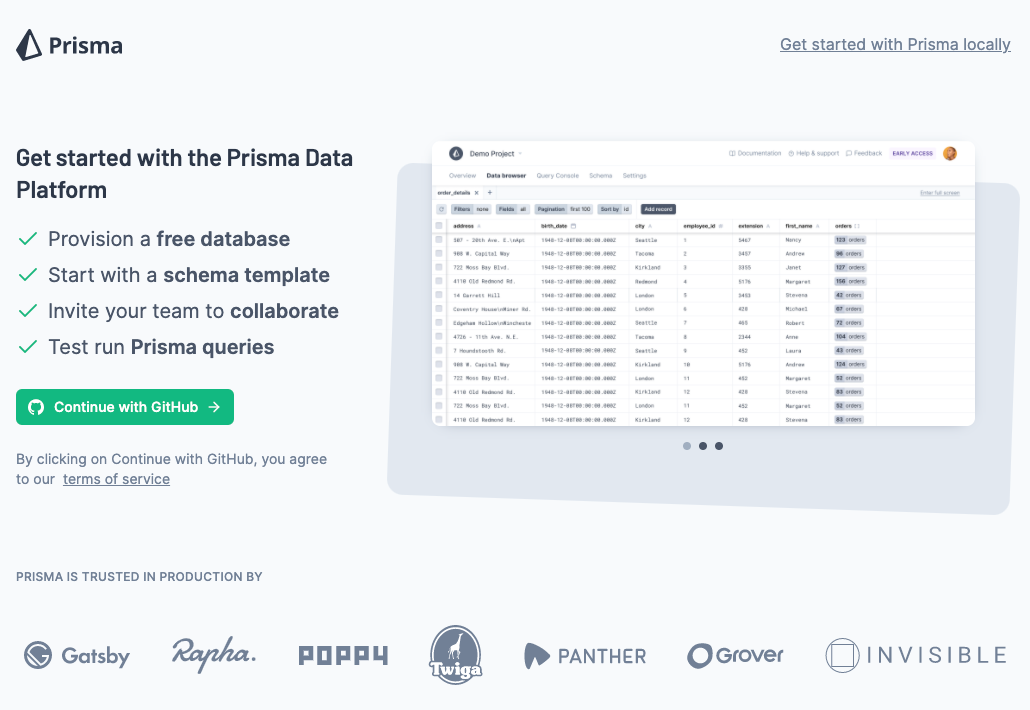 Prisma
Get started with Prisma locally
Get started with the Prisma Data
Platform
Provision a free database
Start with a schema template
Invite your team to collaborate
Test run Prisma queries
Continue with GitHub →
By clicking on Continue with GitHub, you agree
to our terms of service
Demo Project
Documentation Help & support Feedback EARLY ACCESS
Overview Data browser Query Console Schema Settings
order_details × +
Enter full screen
Filters none Fields all Pagination first 100 Sort by id Add record
address birth_date city employee_id extension first_name orders
507 - 20th Ave. E.\nApt 1948-12-08T00:00:00.000Z Seattle 1 5467 Nancy 123 orders
908 W. Capital Way 1948-12-08T00:00:00.000Z Tacoma 2 3457 Andrew 96 orders
722 Moss Bay Blvd. 1948-12-08T00:00:00.000Z Kirkland 3 3355 Janet 127 orders
4110 Old Redmond Rd. 1948-12-08T00:00:00.000Z Redmond 4 5176 Margaret 156 orders
14 Garrett Hill 1948-12-08T00:00:00.000Z London 5 3453 Stevena 42 orders
Coventry House\nMiner Rd. 1948-12-08T00:00:00.000Z London 6 428 Michael 67 orders
Edgeham Hollow\nWincheste 1948-12-08T00:00:00.000Z Seattle 7 465 Robert 72 orders
4726 - 11th Ave. N.E. 1948-12-08T00:00:00.000Z Tacoma 8 2344 Anne 104 orders
7 Houndstooth Rd. 1948-12-08T00:00:00.000Z Seattle 9 452 Laura 43 orders
908 W. Capital Way 1948-12-08T00:00:00.000Z Kirkland 10 5176 Andrew 124 orders
722 Moss Bay Blvd. 1948-12-08T00:00:00.000Z London 11 452 Margaret 52 orders
4110 Old Redmond Rd. 1948-12-08T00:00:00.000Z Kirkland 12 428 Stevena 83 orders
722 Moss Bay Blvd. 1948-12-08T00:00:00.000Z London 11 452 Margaret 52 orders
4110 Old Redmond Rd. 1948-12-08T00:00:00.000Z Kirkland 12 428 Stevena 83 orders
PRISMA IS TRUSTED IN PRODUCTION BY
Gatsby Rapha. POPPY Twiga PANTHER Grover INVISIBLE